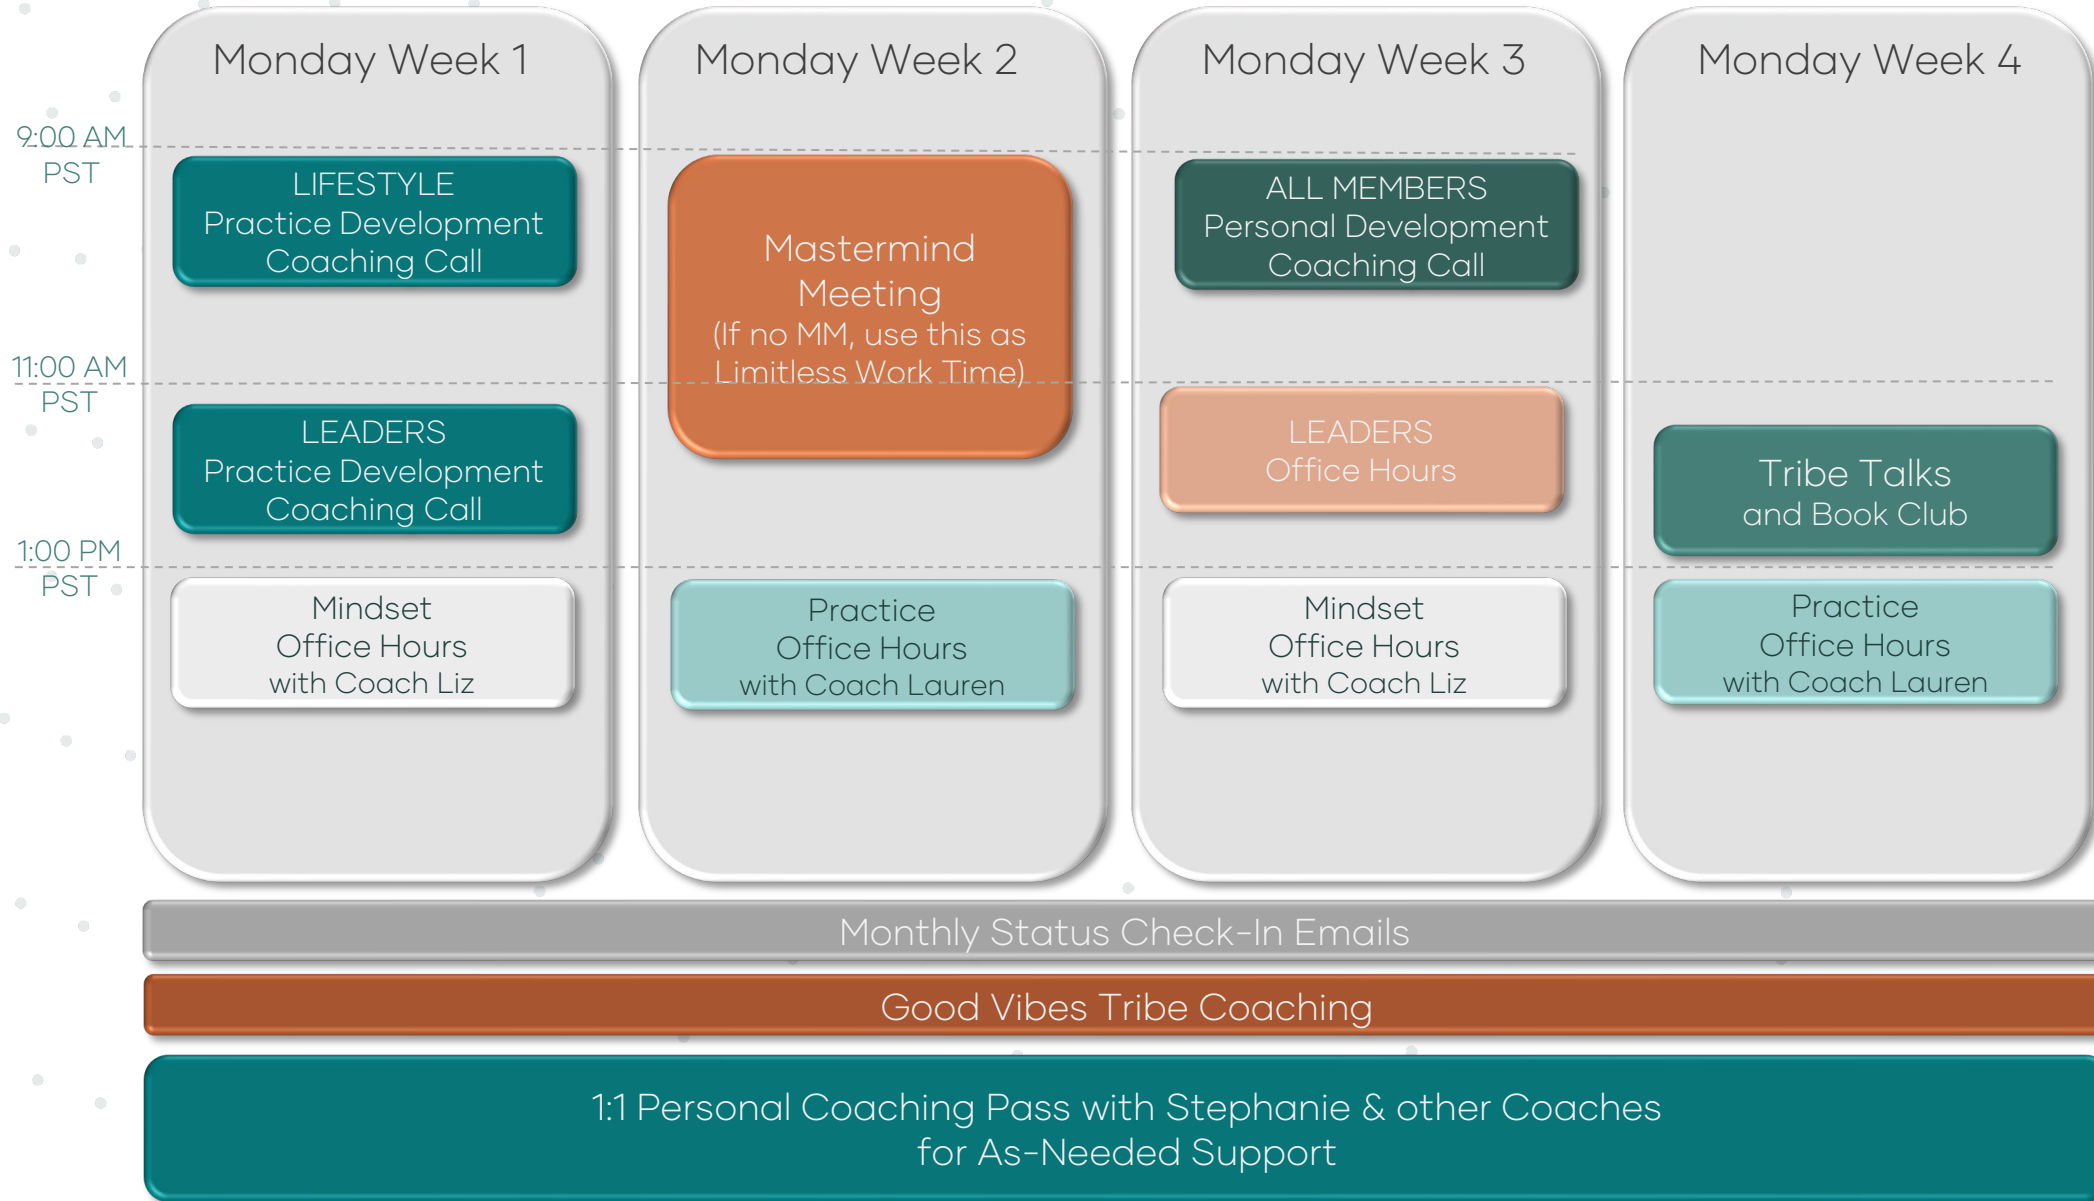 Monday Week 1
Monday Week 2
Monday Week 3
Monday Week 4
9:00 AM
PST
LIFESTYLE
Practice Development
Coaching Call
Mastermind
Meeting
(If no MM, use this as
Limitless Work Time)
ALL MEMBERS
Personal Development
Coaching Call
11:00 AM
PST
LEADERS
Practice Development
Coaching Call
LEADERS
Office Hours
Tribe Talks
and Book Club
1:00 PM
PST
Mindset
Office Hours
with Coach Liz
Practice
Office Hours
with Coach Lauren
Mindset
Office Hours
with Coach Liz
Practice
Office Hours
with Coach Lauren
Monthly Status Check-In Emails
Good Vibes Tribe Coaching
1:1 Personal Coaching Pass with Stephanie & other Coaches
for As-Needed Support